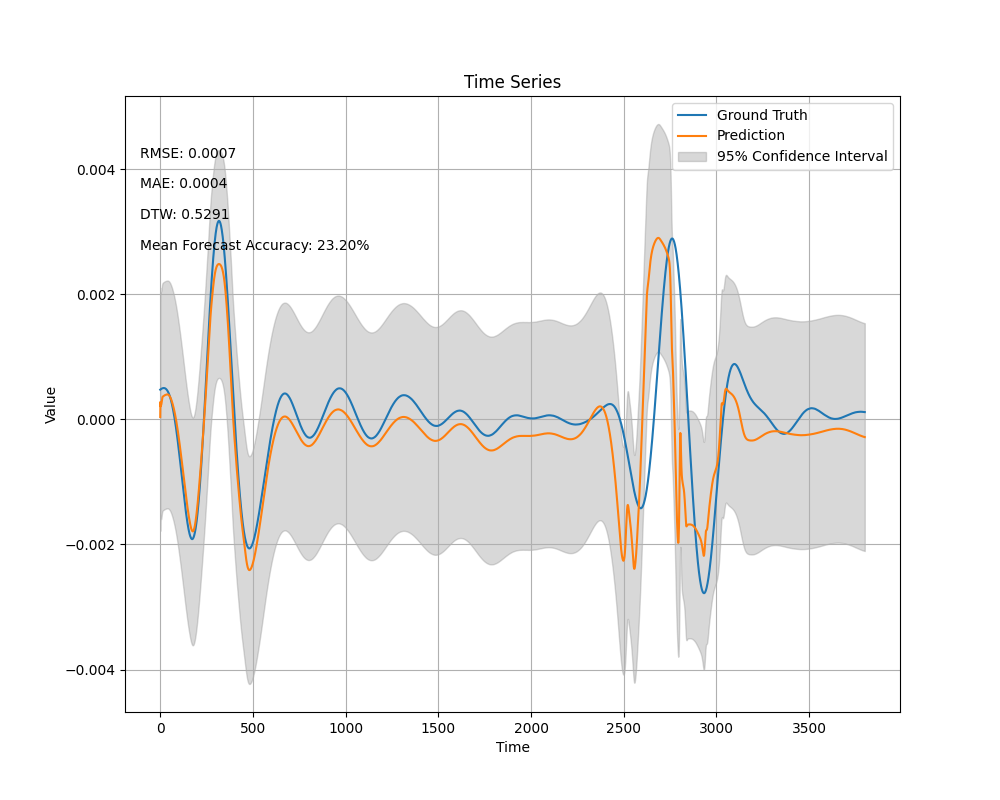 Time Series
Ground Truth
Prediction
95% Confidence Interval
RMSE: 0.0007
MAE: 0.0004
DTW: 0.5291
Mean Forecast Accuracy: 23.20%
Value
0.004
0.002
0.000
−0.002
−0.004
0 500 1000 1500 2000 2500 3000 3500
Time